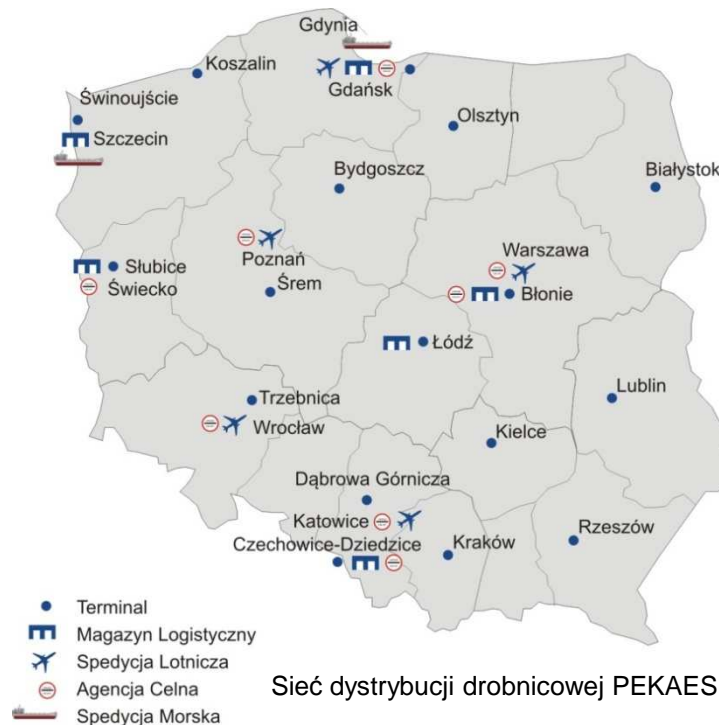 Gdynia
Koszalin
Gdańsk
Świnoujście
Olsztyn
Szczecin
Bydgoszcz
Białystok
Poznań
Warszawa
Słubice
Świecko
Śrem
Błonie
Łódź
Trzebnica
Lublin
Wrocław
Kielce
Dąbrowa Górnicza
Katowice
Czechowice-Dziedzice
Kraków
Rzeszów
Terminal
Magazyn Logistyczny
Spedycja Lotnicza
Agencja Celna
Spedycja Morska
Sieć dystrybucji drobnicowej PEKAES